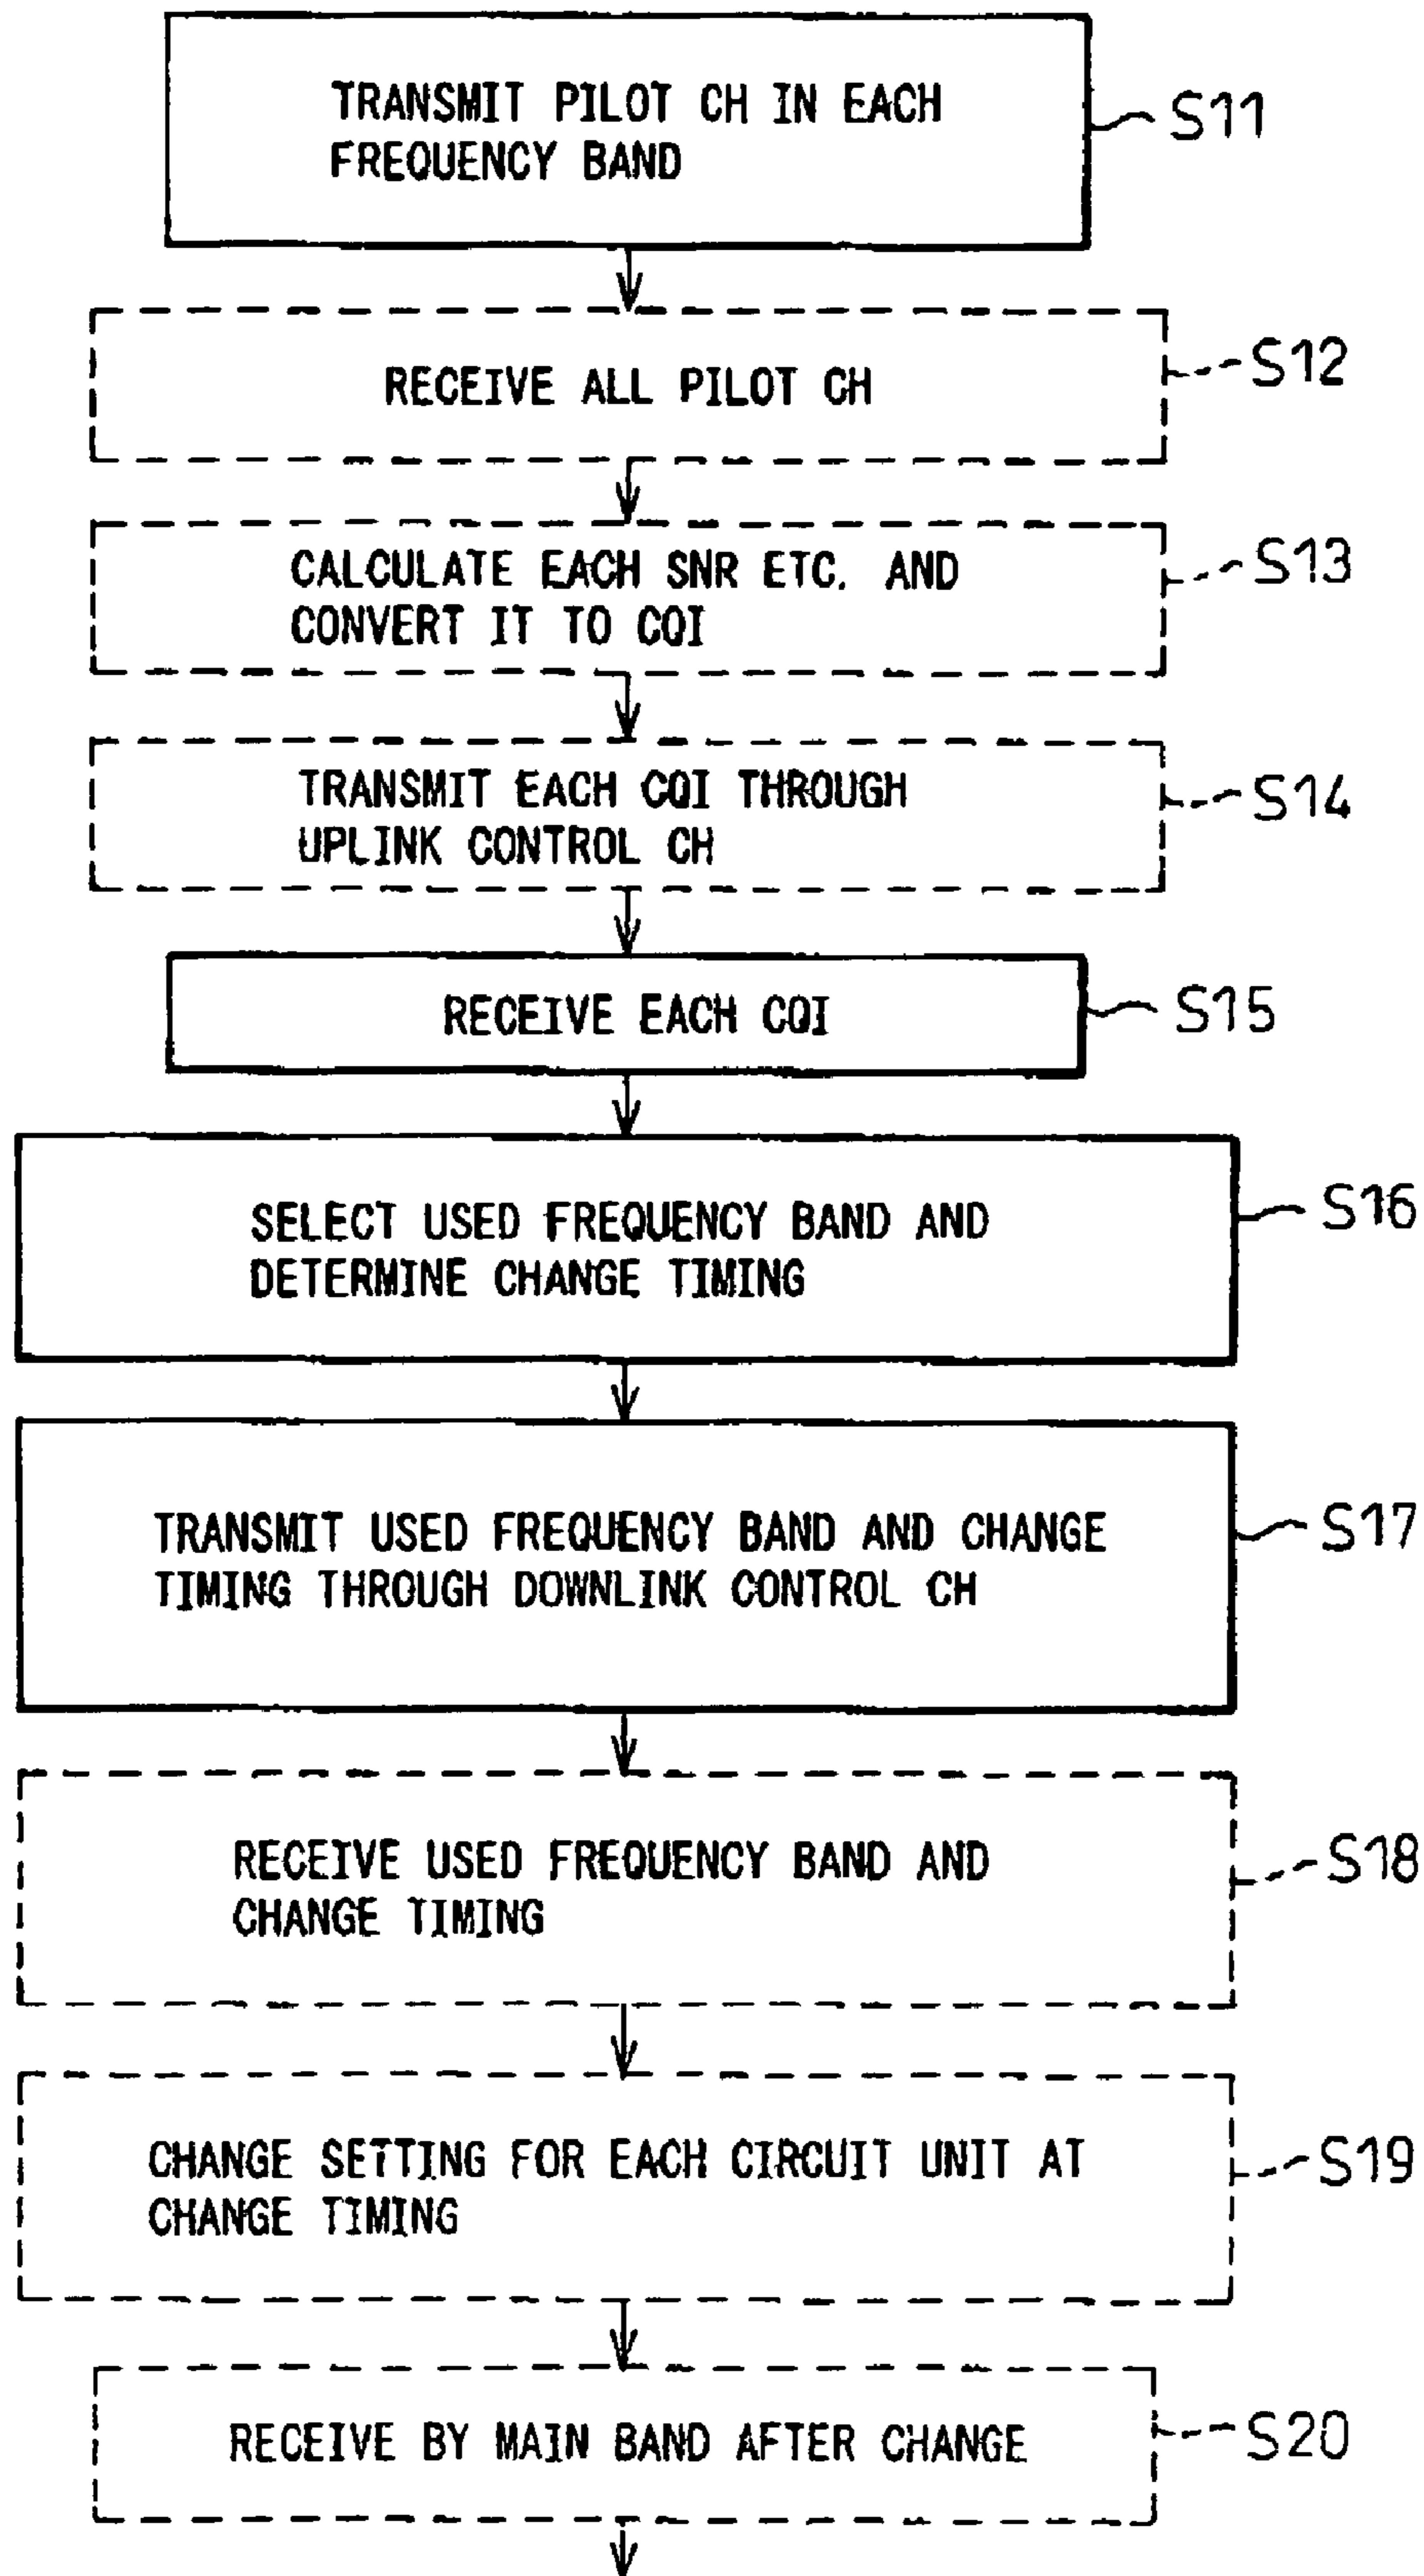 TRANSMIT PILOT CH IN EACH
FREQUENCY BAND
S11
RECEIVE ALL PILOT CH
S12
CALCULATE EACH SNR ETC. AND
CONVERT IT TO CQI
S13
TRANSMIT EACH CQI THROUGH
UPLINK CONTROL CH
S14
RECEIVE EACH CQI
S15
SELECT USED FREQUENCY BAND AND
DETERMINE CHANGE TIMING
S16
TRANSMIT USED FREQUENCY BAND AND CHANGE
TIMING THROUGH DOWNLINK CONTROL CH
S17
RECEIVE USED FREQUENCY BAND AND
CHANGE TIMING
S18
CHANGE SETTING FOR EACH CIRCUIT UNIT AT
CHANGE TIMING
S19
RECEIVE BY MAIN BAND AFTER CHANGE
S20